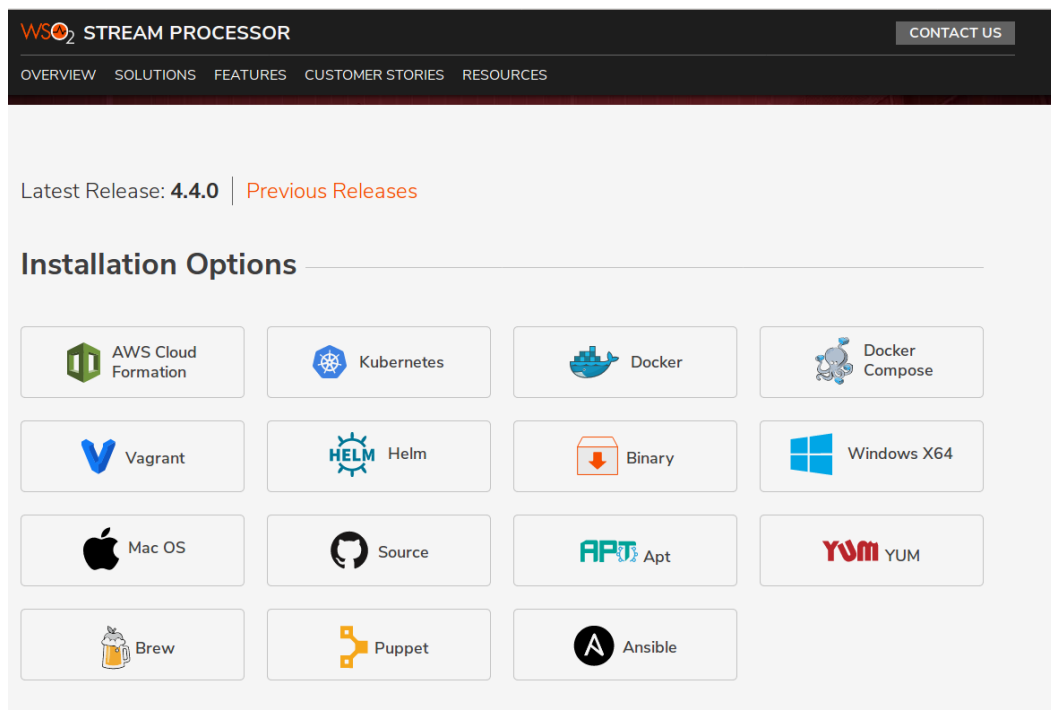 WSO2 STREAM PROCESSOR
CONTACT US
OVERVIEW SOLUTIONS FEATURES CUSTOMER STORIES RESOURCES
Latest Release: 4.4.0 Previous Releases
Installation Options
AWS Cloud
Formation
Kubernetes
Docker
Docker
Compose
Vagrant
HELM Helm
Binary
Windows X64
Mac OS
Source
APT Apt
YUM YUM
Brew
Puppet
Ansible